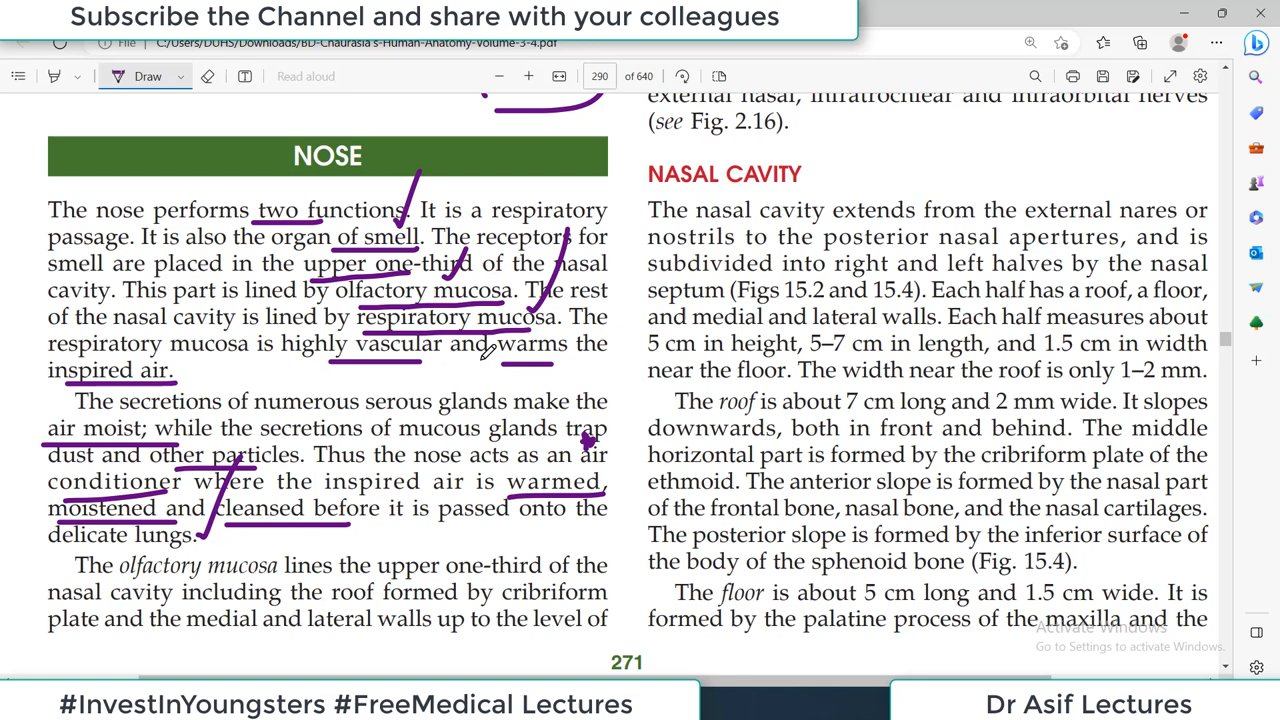 Subscribe the Channel and share with your colleagues
File
C:/Users/DUHS/Downloads/BD-Chaurasia's-Human-Anatomy-Volume-3-4.pdf
Draw
Read aloud
290
of 640
NOSE
The nose performs two functions. It is a respiratory
passage. It is also the organ of smell. The receptors for
smell are placed in the upper one-third of the nasal
cavity. This part is lined by olfactory mucosa. The rest
of the nasal cavity is lined by respiratory mucosa. The
respiratory mucosa is highly vascular and warms the
inspired air.
The secretions of numerous serous glands make the
air moist; while the secretions of mucous glands trap
dust and other particles. Thus the nose acts as an air
conditioner where the inspired air is warmed,
moistened and cleansed before it is passed onto the
delicate lungs.
The olfactory mucosa lines the upper one-third of the
nasal cavity including the roof formed by cribriform
plate and the medial and lateral walls up to the level of
external nasal, infratrochlear and infraorbital nerves
(see Fig. 2.16).
NASAL CAVITY
The nasal cavity extends from the external nares or
nostrils to the posterior nasal apertures, and is
subdivided into right and left halves by the nasal
septum (Figs 15.2 and 15.4). Each half has a roof, a floor,
and medial and lateral walls. Each half measures about
5 cm in height, 5–7 cm in length, and 1.5 cm in width
near the floor. The width near the roof is only 1–2 mm.
The roof is about 7 cm long and 2 mm wide. It slopes
downwards, both in front and behind. The middle
horizontal part is formed by the cribriform plate of the
ethmoid. The anterior slope is formed by the nasal part
of the frontal bone, nasal bone, and the nasal cartilages.
The posterior slope is formed by the inferior surface of
the body of the sphenoid bone (Fig. 15.4).
The floor is about 5 cm long and 1.5 cm wide. It is
formed by the palatine process of the maxilla and the
Activate Windows
Go to Settings to activate Windows.
271
#InvestInYoungsters #FreeMedical Lectures
Dr Asif Lectures